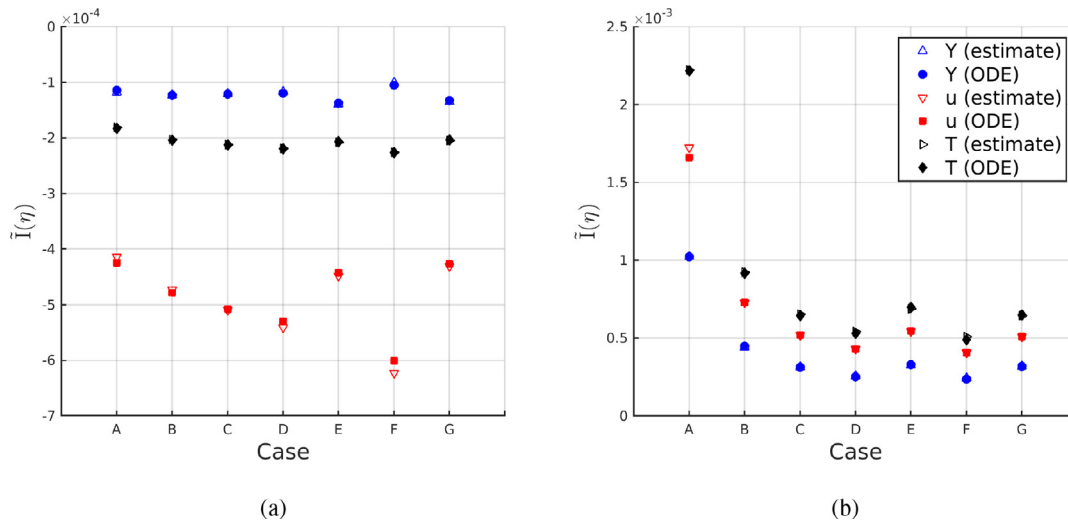 ×10⁻⁴
0
-1
-2
-3
-4
-5
-6
-7
Ĩ(η)
A B C D E F G
Case
(a)
×10⁻³
2.5
2
1.5
1
0.5
0
Ĩ(η)
A B C D E F G
Case
Y (estimate)
Y (ODE)
u (estimate)
u (ODE)
T (estimate)
T (ODE)
(b)